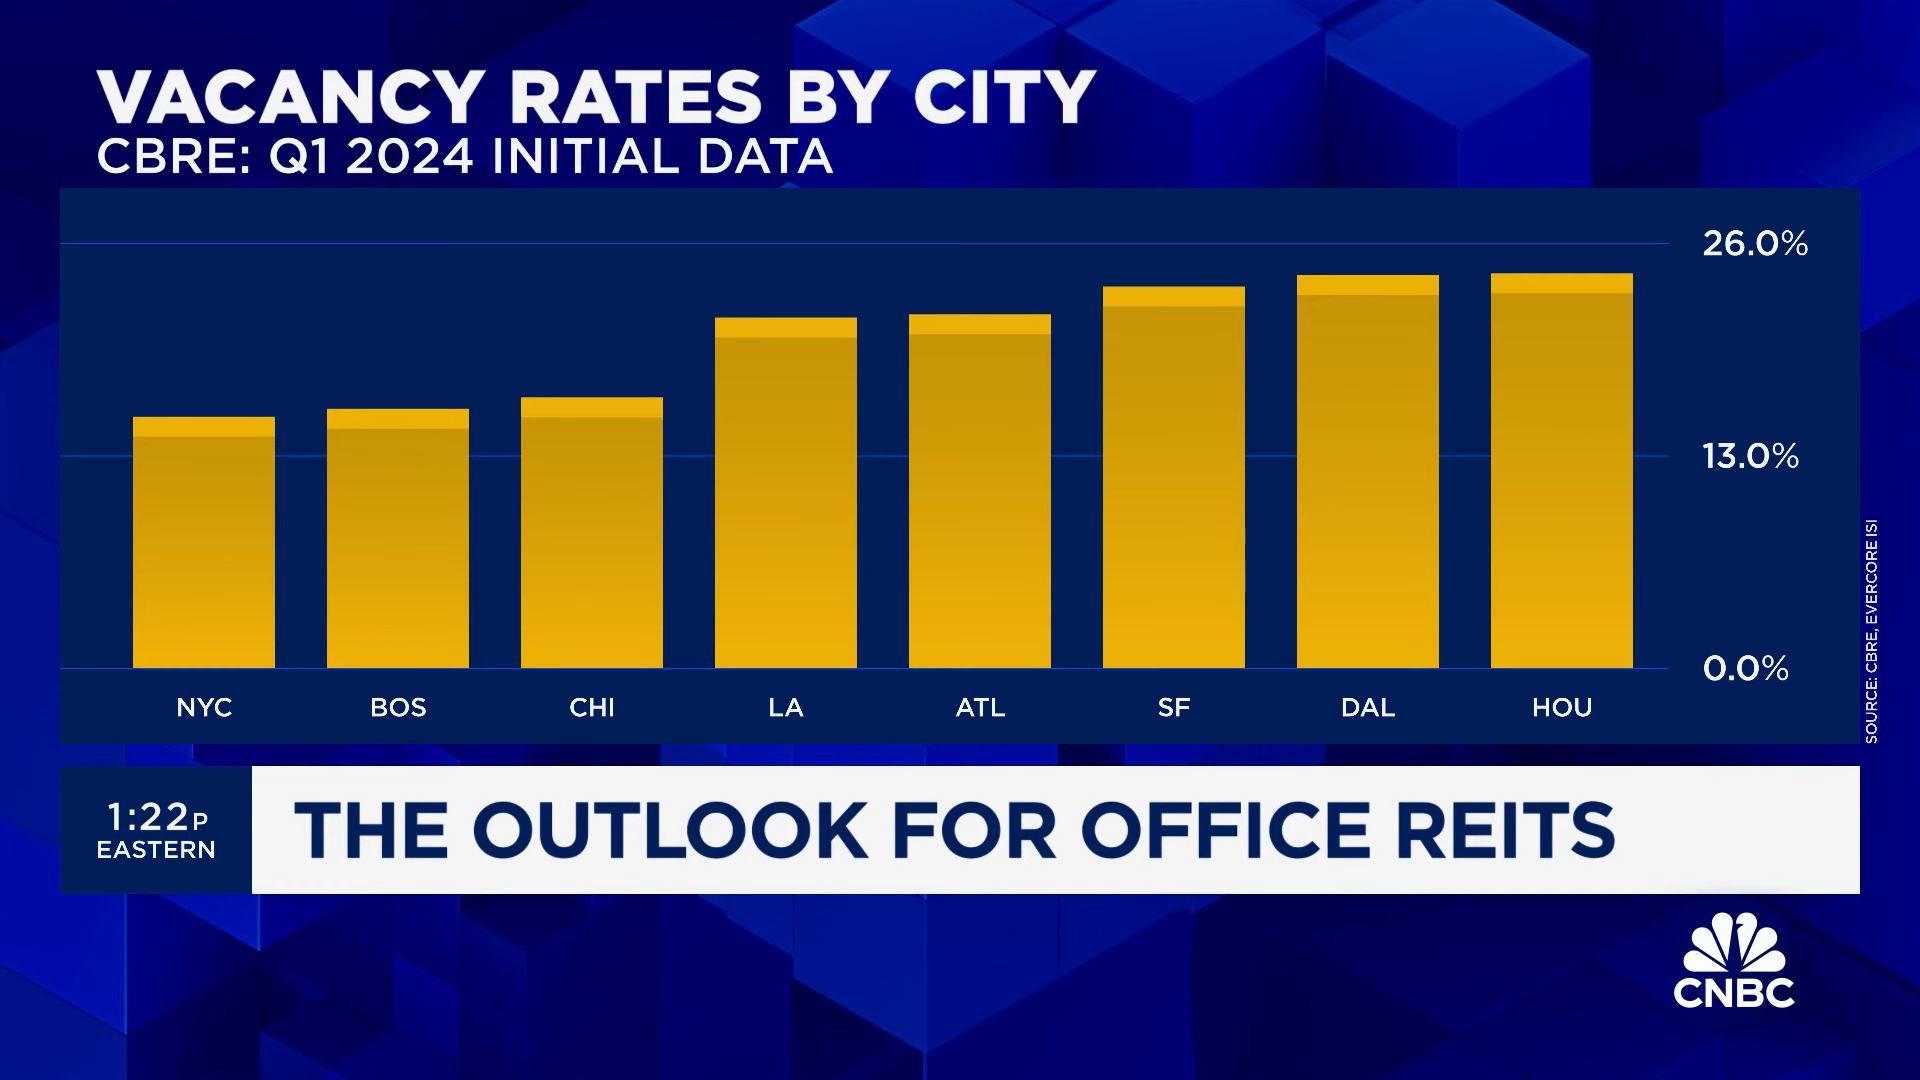 VACANCY RATES BY CITY
CBRE: Q1 2024 INITIAL DATA
26.0%
13.0%
0.0%
NYC BOS CHI LA ATL SF DAL HOU
SOURCE: CBRE, EVERCORE ISI
1:22P
EASTERN
THE OUTLOOK FOR OFFICE REITS
CNBC